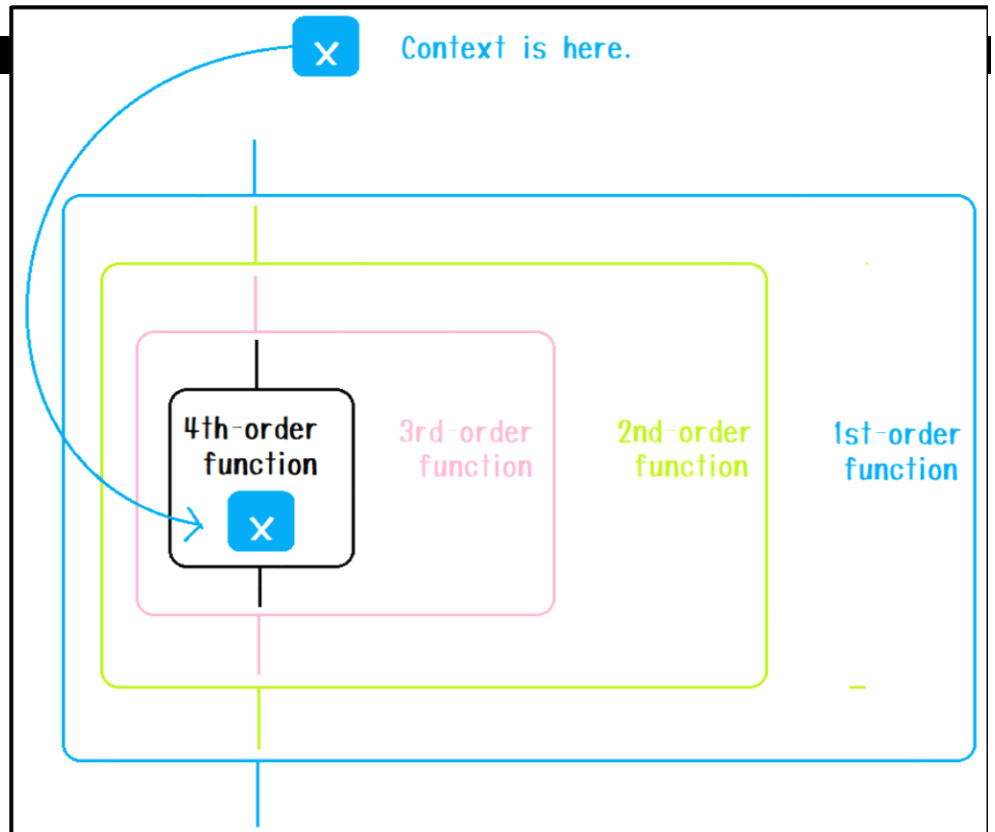 x
Context is here.
4th-order
function
3rd-order
function
2nd-order
function
1st-order
function
x